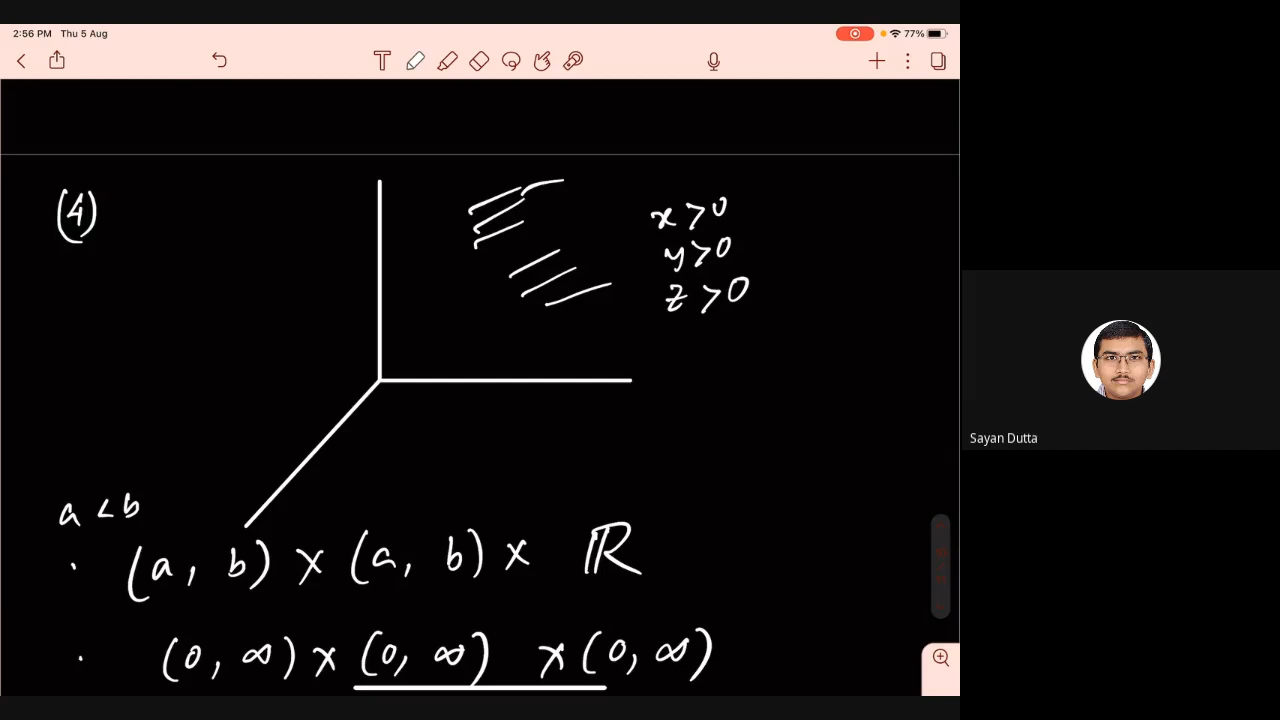 2:56 PM Thu 5 Aug
77%
T
(4)
x > 0
y > 0
z > 0
a < b
· (a, b) × (a, b) × ℝ
· (0, ∞) × (0, ∞) × (0, ∞)
Sayan Dutta